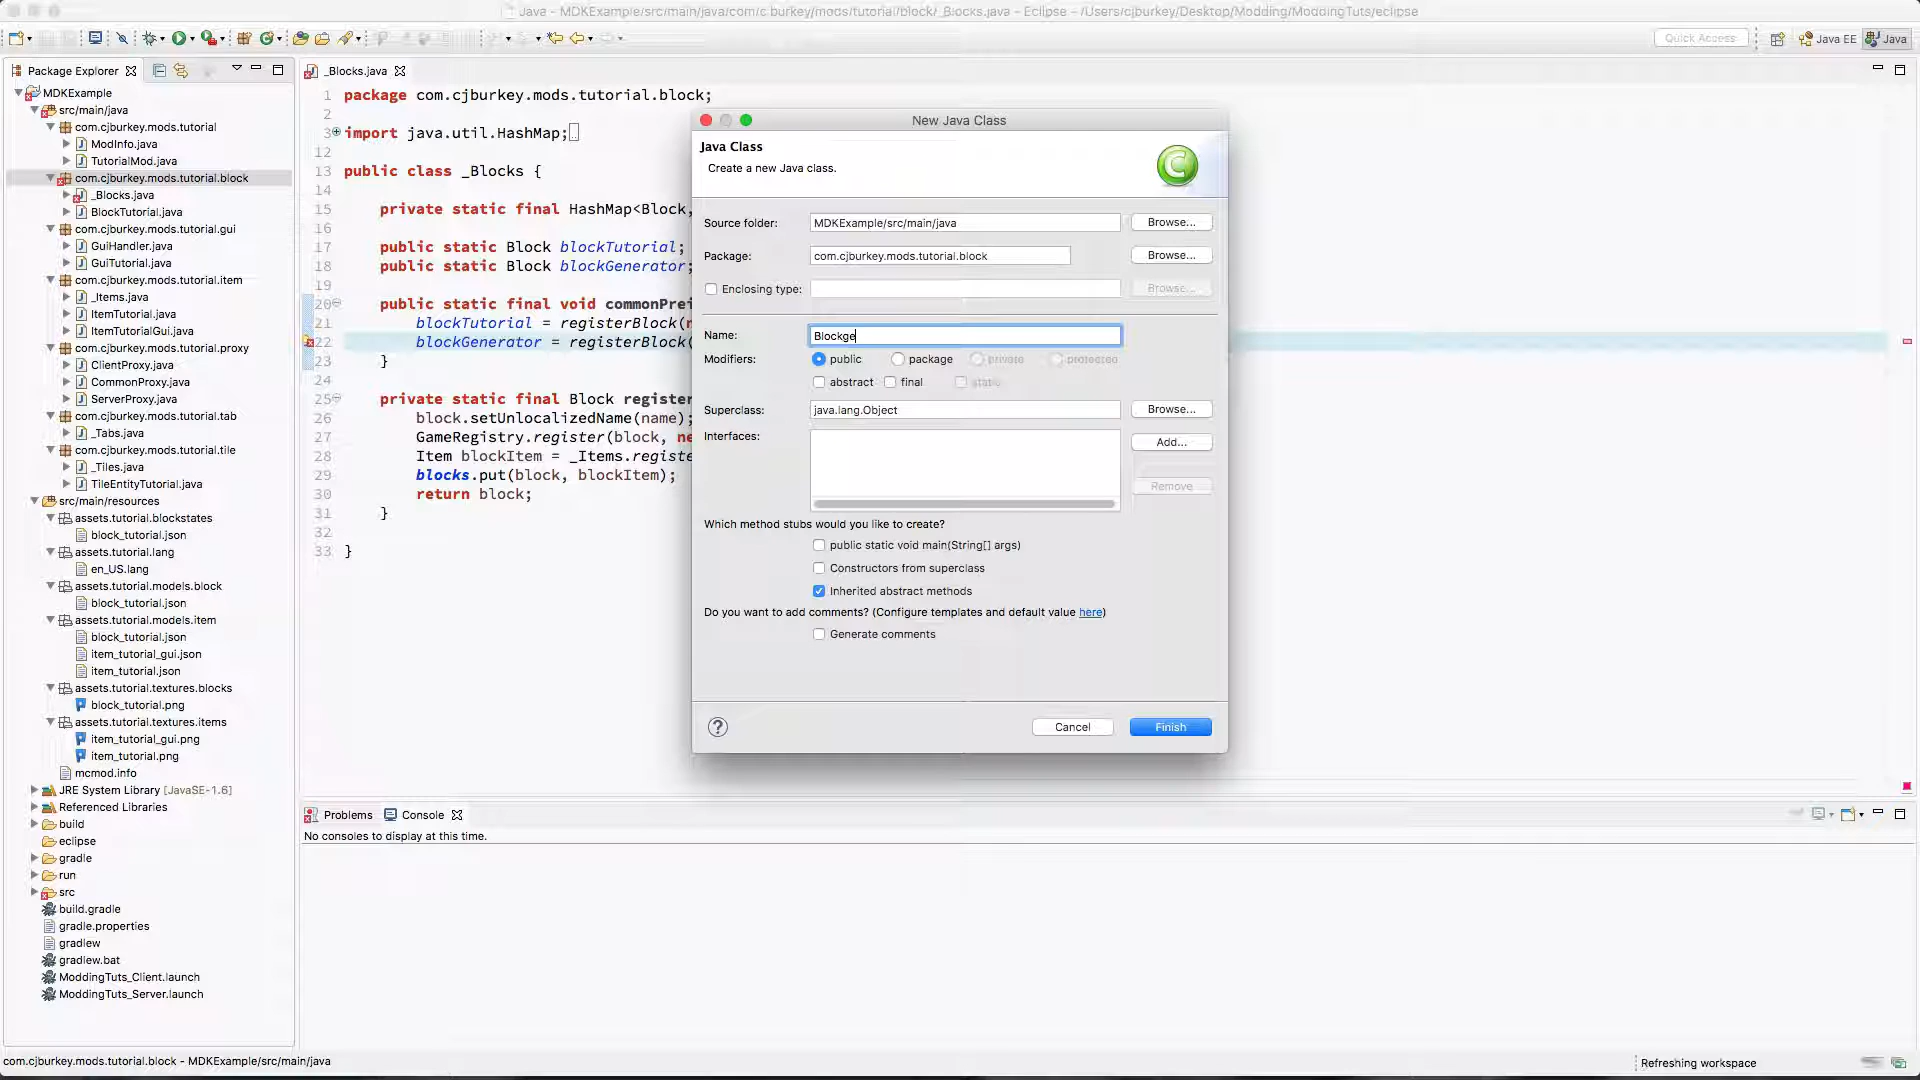 Java - MDKExample/src/main/java/com/cjburkey/mods/tutorial/block/_Blocks.java - Eclipse - /Users/cjburkey/Desktop/Modding/ModdingTuts/eclipse
Quick Access
Java EE
Java
Package Explorer
MDKExample
src/main/java
com.cjburkey.mods.tutorial
ModInfo.java
TutorialMod.java
com.cjburkey.mods.tutorial.block
_Blocks.java
BlockTutorial.java
com.cjburkey.mods.tutorial.gui
GuiHandler.java
GuiTutorial.java
com.cjburkey.mods.tutorial.item
_Items.java
ItemTutorial.java
ItemTutorialGui.java
com.cjburkey.mods.tutorial.proxy
ClientProxy.java
CommonProxy.java
ServerProxy.java
com.cjburkey.mods.tutorial.tab
_Tabs.java
com.cjburkey.mods.tutorial.tile
_Tiles.java
TileEntityTutorial.java
src/main/resources
assets.tutorial.blockstates
block_tutorial.json
assets.tutorial.lang
en_US.lang
assets.tutorial.models.block
block_tutorial.json
assets.tutorial.models.item
block_tutorial.json
item_tutorial_gui.json
item_tutorial.json
assets.tutorial.textures.blocks
block_tutorial.png
assets.tutorial.textures.items
item_tutorial_gui.png
item_tutorial.png
mcmod.info
JRE System Library [JavaSE-1.6]
Referenced Libraries
build
eclipse
gradle
run
src
build.gradle
gradle.properties
gradlew
gradlew.bat
ModdingTuts_Client.launch
ModdingTuts_Server.launch
_Blocks.java
1 package com.cjburkey.mods.tutorial.block;
2
3 import java.util.HashMap;
12
13 public class _Blocks {
14
15 private static final HashMap<Block,
16
17 public static Block blockTutorial;
18 public static Block blockGenerator;
19
20 public static final void commonPrei
21 blockTutorial = registerBlock(n
22 blockGenerator = registerBlock(
23 }
24
25 private static final Block register
26 block.setUnlocalizedName(name);
27 GameRegistry.register(block, ne
28 Item blockItem = _Items.registe
29 blocks.put(block, blockItem);
30 return block;
31 }
32
33 }
New Java Class
Java Class
Create a new Java class.
Source folder: MDKExample/src/main/java Browse...
Package: com.cjburkey.mods.tutorial.block Browse...
Enclosing type: Browse...
Name: Blockge
Modifiers: public package private protected
abstract final static
Superclass: java.lang.Object Browse...
Interfaces:
Add...
Remove
Which method stubs would you like to create?
public static void main(String[] args)
Constructors from superclass
Inherited abstract methods
Do you want to add comments? (Configure templates and default value here)
Generate comments
? Cancel Finish
Problems Console
No consoles to display at this time.
com.cjburkey.mods.tutorial.block - MDKExample/src/main/java
Refreshing workspace